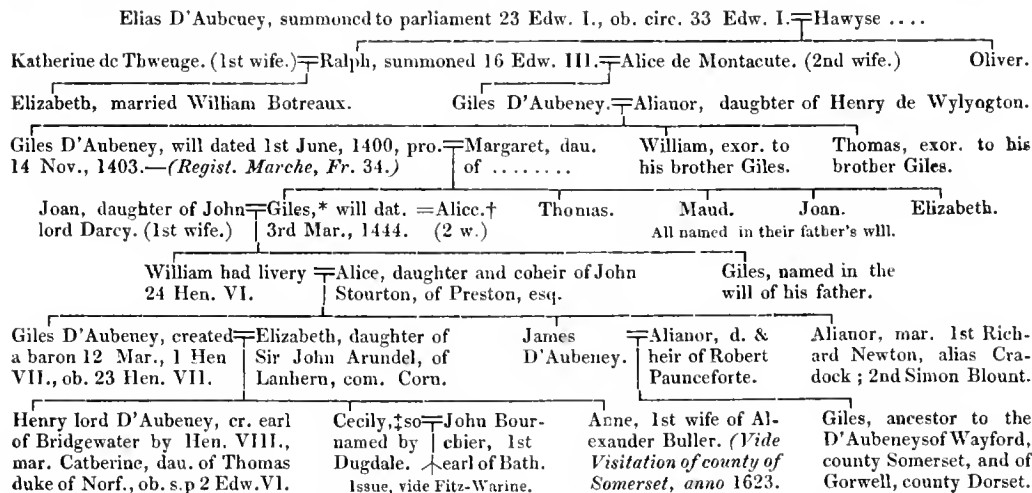 Elias D'Aubeney, summoned to parliament 23 Edw. I., ob. circ. 33 Edw. I.=Hawyse ....
Katherine de Thwenge. (1st wife.)=Ralph, summoned 16 Edw. III.=Alice de Montacute. (2nd wife.) Oliver.
Elizabeth, married William Botreaux. Giles D'Aubeney.=Alianor, daughter of Henry de Wylyngton.
Giles D'Aubeney, will dated 1st June, 1400, pro.=Margaret, dau. William, exor. to Thomas, exor. to his
14 Nov., 1403.—(Regist. Marche, Fr. 34.) of ........ his brother Giles. brother Giles.
Joan, daughter of John=Giles,* will dat. =Alice.† Thomas. Maud. Joan. Elizabeth.
lord Darcy. (1st wife.) 3rd Mar., 1444. (2 w.) All named in their father's will.
William had livery =Alice, daughter and coheir of John Giles, named in the
24 Hen. VI. Stourton, of Preston, esq. will of his father.
Giles D'Aubeney, created=Elizabeth, daughter of James =Alianor, d. & Alianor, mar. 1st Rich-
a baron 12 Mar., 1 Hen Sir John Arundel, of D'Aubeney. heir of Robert ard Newton, alias Cra-
VII., ob. 23 Hen. VII. Lanhern, com. Corn. Paunceforte. dock ; 2nd Simon Blount.
Henry lord D'Aubeney, cr. earl Cecily,‡so=John Bour- Anne, 1st wife of Al- Giles, ancestor to the
of Bridgewater by Hen. VIII., named by chier, 1st exander Buller. (Vide D'Aubeneysof Wayford,
mar. Catherine, dau. of Thomas Dugdale. earl of Bath. Visitation of county of county Somerset, and of
duke of Norf., ob. s.p 2 Edw.VI. Issue, vide Fitz-Warine. Somerset, anno 1623. Gorwell, county Dorset.